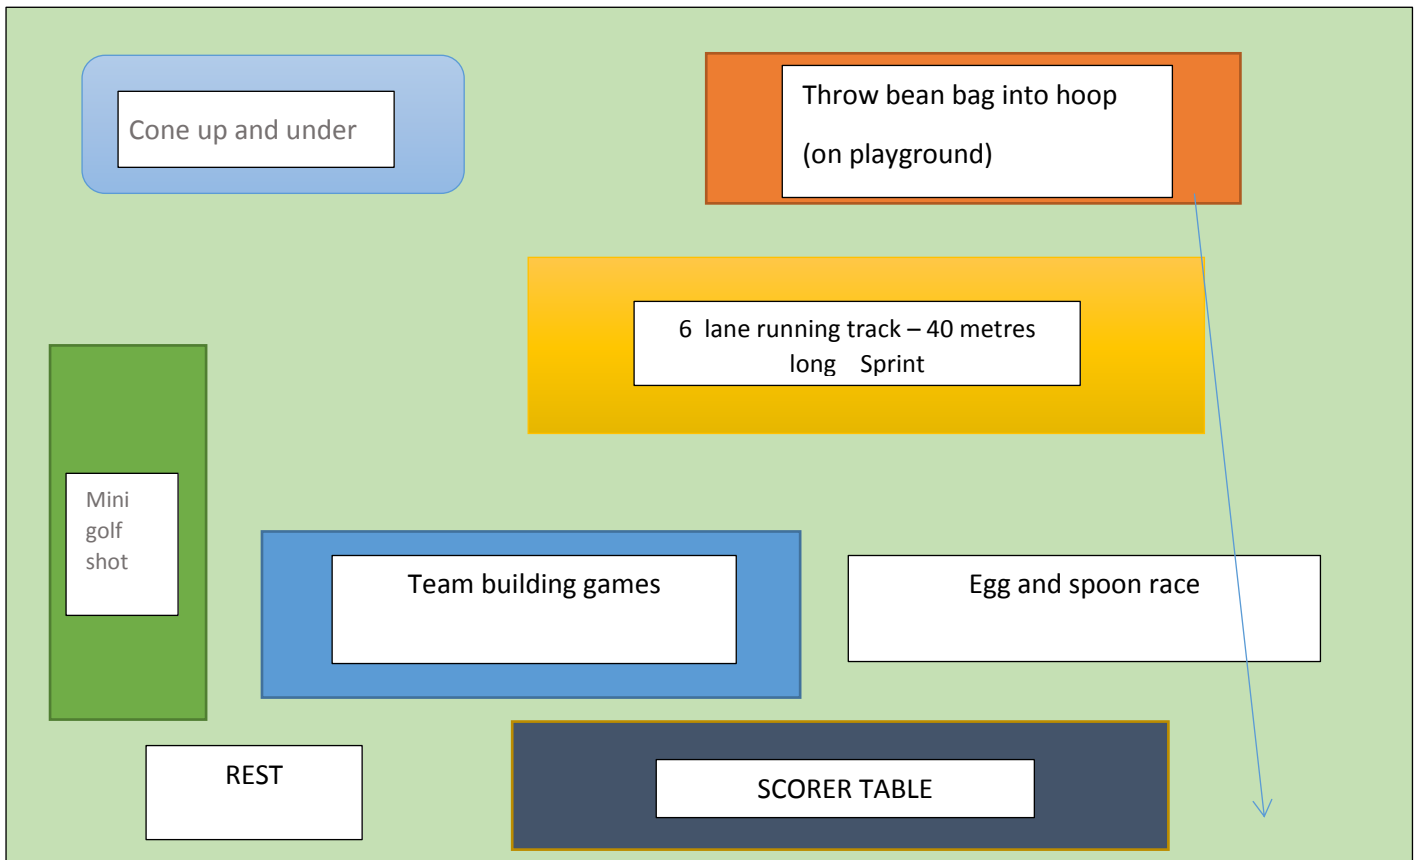 Cone up and under
Throw bean bag into hoop
(on playground)
6 lane running track – 40 metres
long Sprint
Mini
golf
shot
Team building games
Egg and spoon race
REST
SCORER TABLE